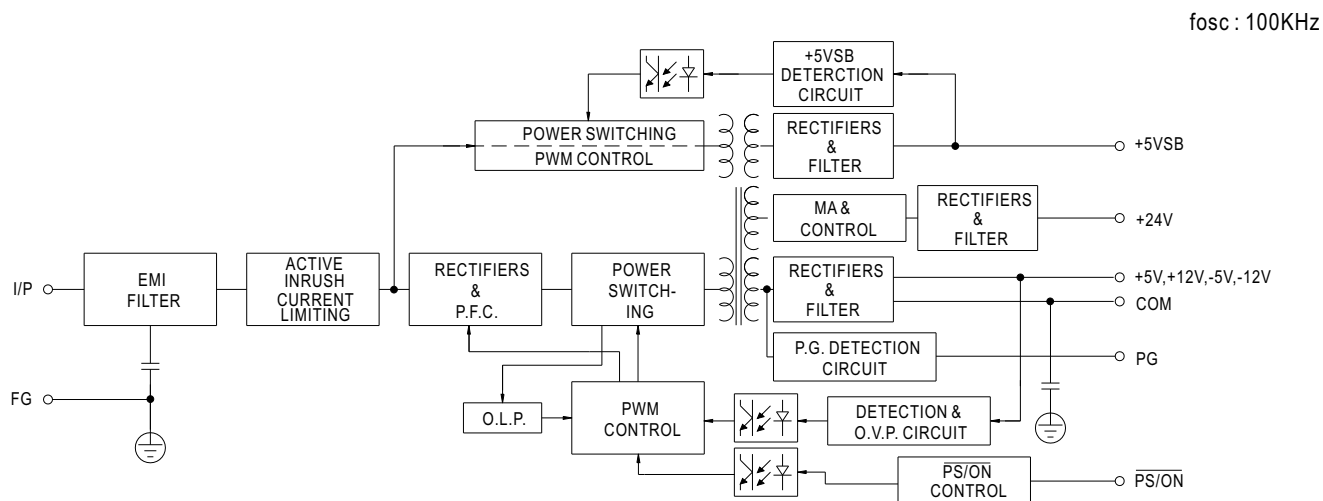 fosc : 100KHz
+5VSB
DETERCTION
CIRCUIT
POWER SWITCHING
PWM CONTROL
RECTIFIERS
&
FILTER
+5VSB
MA &
CONTROL
RECTIFIERS
&
FILTER
+24V
I/P
EMI
FILTER
ACTIVE
INRUSH
CURRENT
LIMITING
RECTIFIERS
&
P.F.C.
POWER
SWITCH-
ING
RECTIFIERS
&
FILTER
+5V,+12V,-5V,-12V
COM
P.G. DETECTION
CIRCUIT
PG
FG
O.L.P.
PWM
CONTROL
DETECTION &
O.V.P. CIRCUIT
PS/ON
CONTROL
PS/ON